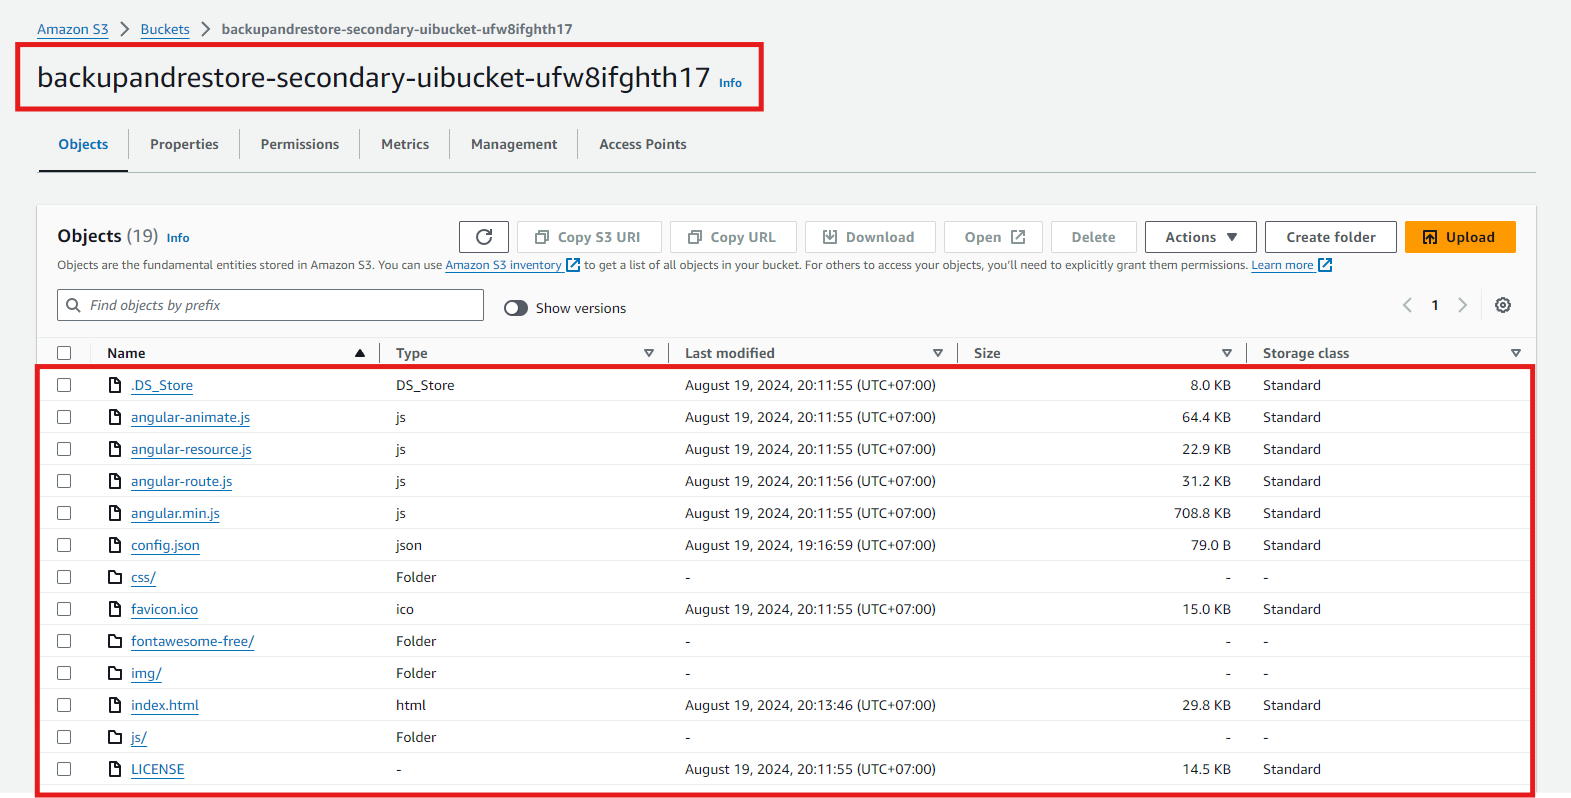 Amazon S3 > Buckets > backupandrestore-secondary-uibucket-ufw8ifghth17
backupandrestore-secondary-uibucket-ufw8ifghth17 Info
Objects Properties Permissions Metrics Management Access Points
Objects (19) Info Copy S3 URI Copy URL Download Open Delete Actions Create folder Upload
Objects are the fundamental entities stored in Amazon S3. You can use Amazon S3 inventory to get a list of all objects in your bucket. For others to access your objects, you'll need to explicitly grant them permissions. Learn more
Find objects by prefix Show versions 1
Name Type Last modified Size Storage class
.DS_Store DS_Store August 19, 2024, 20:11:55 (UTC+07:00) 8.0 KB Standard
angular-animate.js js August 19, 2024, 20:11:55 (UTC+07:00) 64.4 KB Standard
angular-resource.js js August 19, 2024, 20:11:55 (UTC+07:00) 22.9 KB Standard
angular-route.js js August 19, 2024, 20:11:56 (UTC+07:00) 31.2 KB Standard
angular.min.js js August 19, 2024, 20:11:55 (UTC+07:00) 708.8 KB Standard
config.json json August 19, 2024, 19:16:59 (UTC+07:00) 79.0 B Standard
css/ Folder - - -
favicon.ico ico August 19, 2024, 20:11:55 (UTC+07:00) 15.0 KB Standard
fontawesome-free/ Folder - - -
img/ Folder - - -
index.html html August 19, 2024, 20:13:46 (UTC+07:00) 29.8 KB Standard
js/ Folder - - -
LICENSE - August 19, 2024, 20:11:55 (UTC+07:00) 14.5 KB Standard